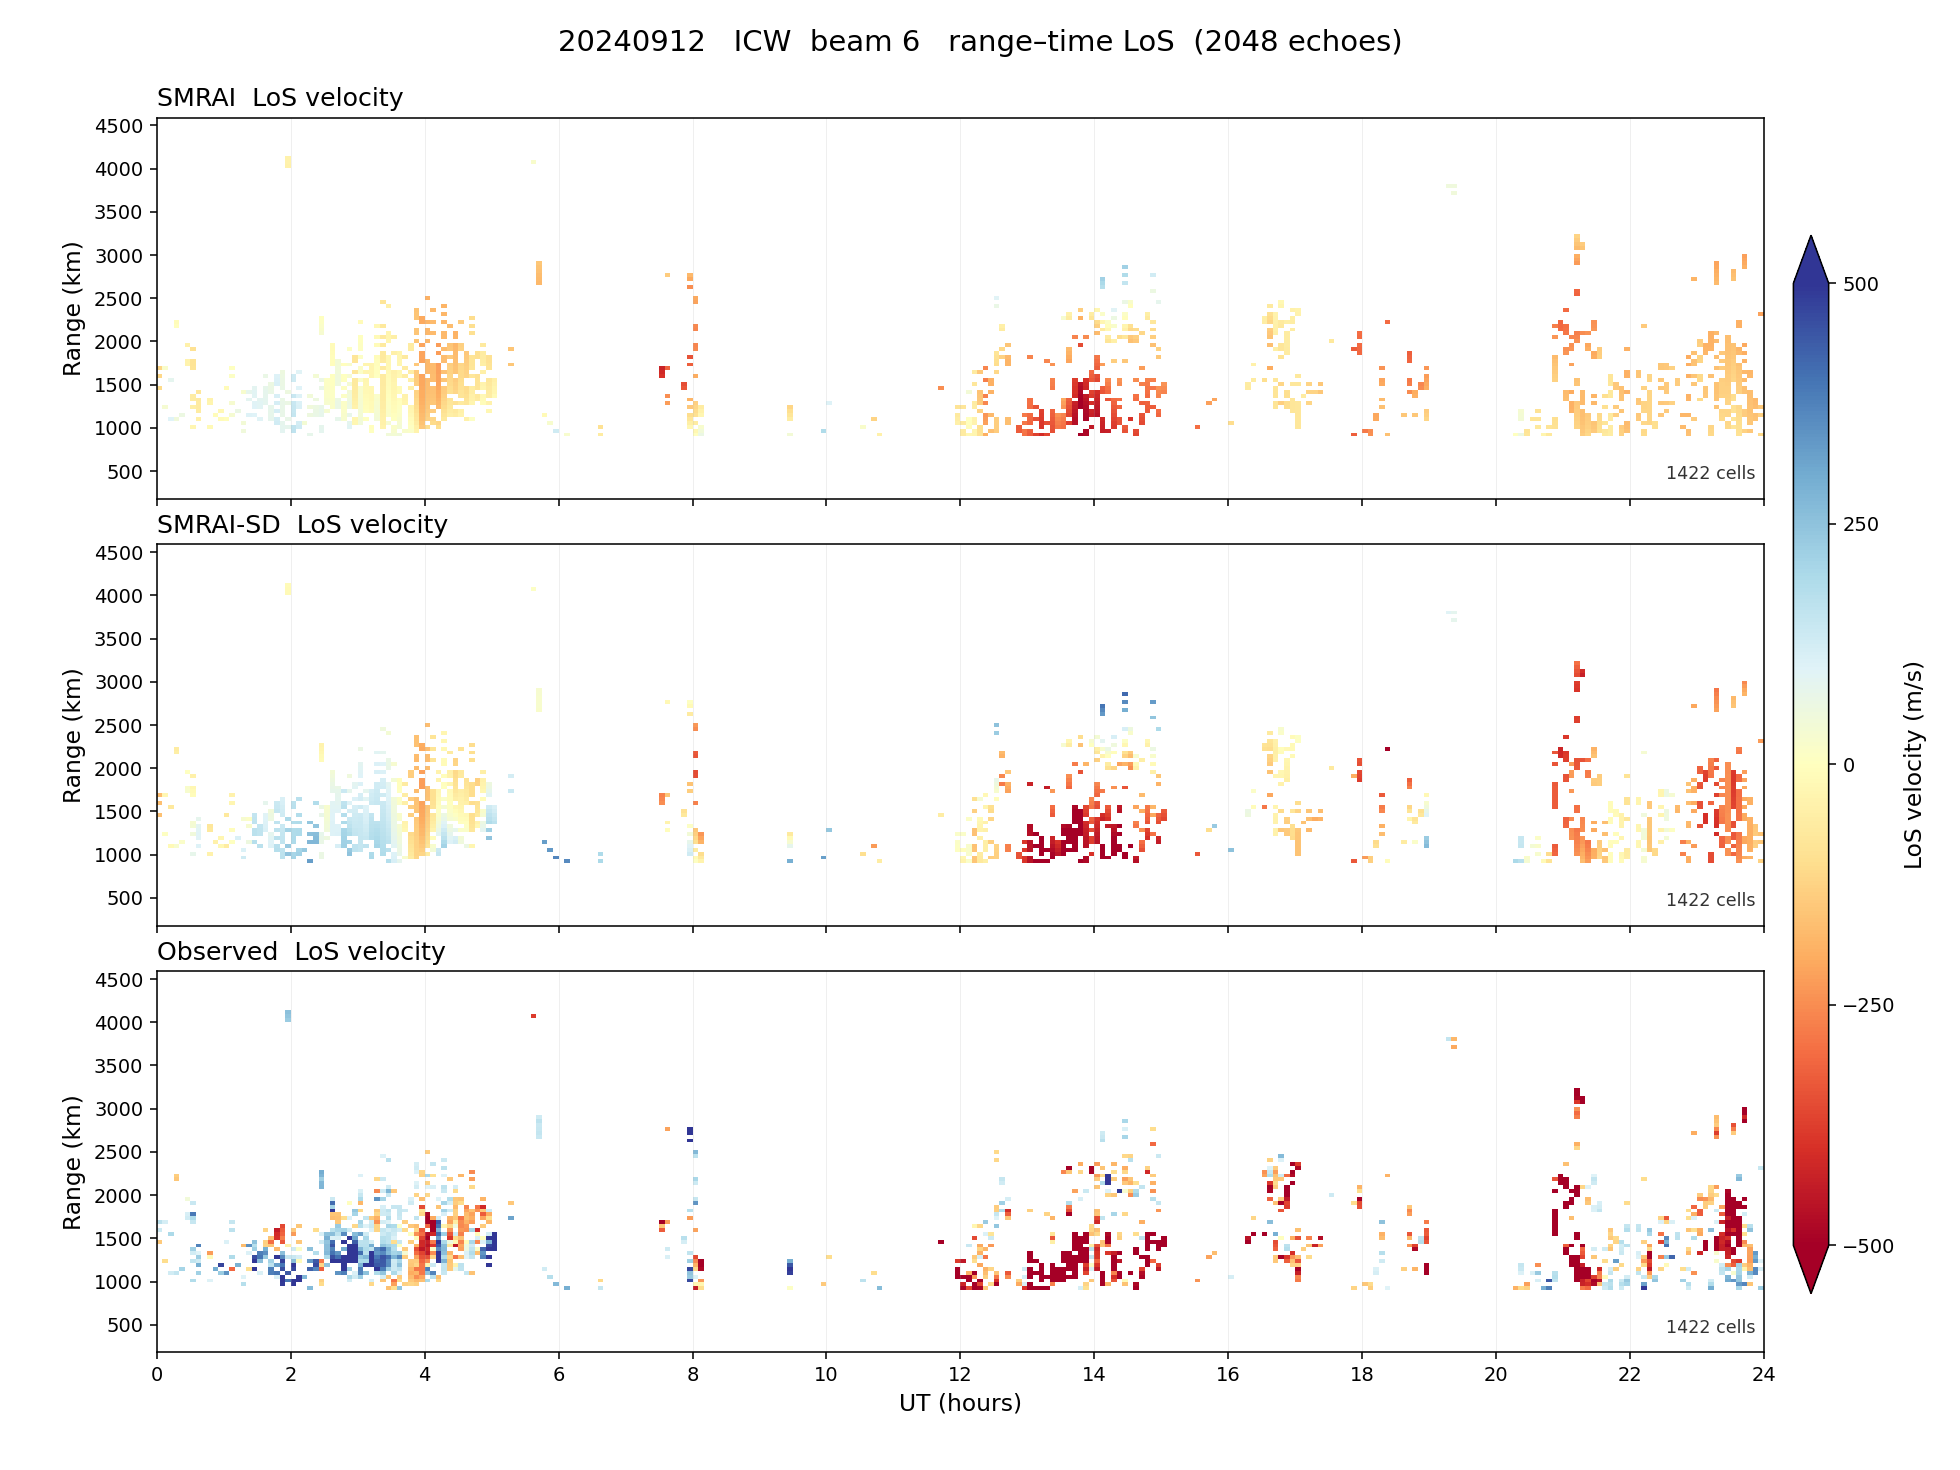 20240912 ICW beam 6 range–time LoS (2048 echoes)
SMRAI LoS velocity
4500
4000
3500
3000
2500
2000
1500
1000
500
Range (km)
1422 cells
SMRAI-SD LoS velocity
4500
4000
3500
3000
2500
2000
1500
1000
500
Range (km)
1422 cells
Observed LoS velocity
4500
4000
3500
3000
2500
2000
1500
1000
500
Range (km)
1422 cells
0 2 4 6 8 10 12 14 16 18 20 22 24
UT (hours)
500
250
0
−250
−500
LoS velocity (m/s)